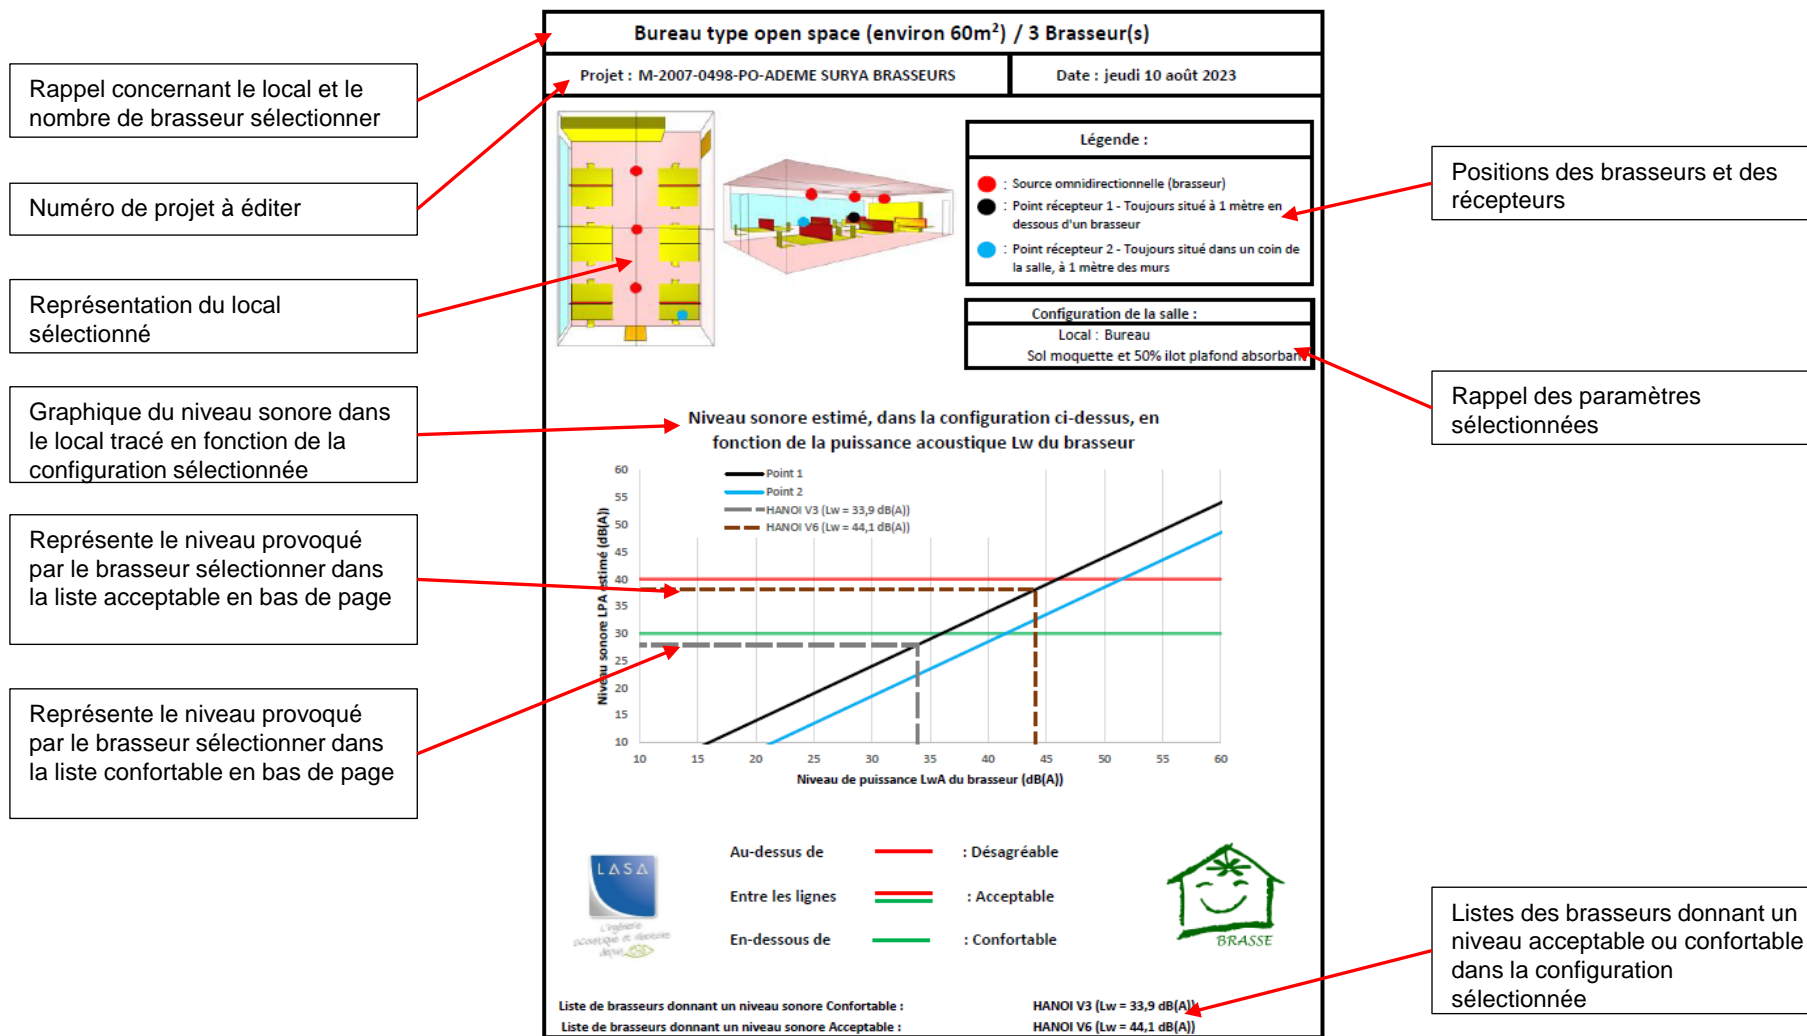 Bureau type open space (environ 60m²) / 3 Brasseur(s)
Projet : M-2007-0498-PO-ADEME SURYA BRASSEURS
Date : jeudi 10 août 2023
Rappel concernant le local et le
nombre de brasseur sélectionner
Numéro de projet à éditer
Représentation du local
sélectionné
Graphique du niveau sonore dans
le local tracé en fonction de la
configuration sélectionnée
Représente le niveau provoqué
par le brasseur sélectionner dans
la liste acceptable en bas de page
Représente le niveau provoqué
par le brasseur sélectionner dans
la liste confortable en bas de page
Légende :
: Source omnidirectionnelle (brasseur)
: Point récepteur 1 - Toujours situé à 1 mètre en
dessous d'un brasseur
: Point récepteur 2 - Toujours situé dans un coin de
la salle, à 1 mètre des murs
Configuration de la salle :
Local : Bureau
Sol moquette et 50% ilot plafond absorban
Positions des brasseurs et des
récepteurs
Rappel des paramètres
sélectionnées
Niveau sonore estimé, dans la configuration ci-dessus, en
fonction de la puissance acoustique Lw du brasseur
Point 1
Point 2
HANOI V3 (Lw = 33,9 dB(A))
HANOI V6 (Lw = 44,1 dB(A))
Niveau sonore LPA estimé (dB(A))
60
55
50
45
40
35
30
25
20
15
10
10 15 20 25 30 35 40 45 50 55 60
Niveau de puissance LwA du brasseur (dB(A))
Au-dessus de : Désagréable
Entre les lignes : Acceptable
En-dessous de : Confortable
LASA
L'ingénierie
acoustique et vibratoire
depuis
BRASSE
Listes des brasseurs donnant un
niveau acceptable ou confortable
dans la configuration
sélectionnée
Liste de brasseurs donnant un niveau sonore Confortable : HANOI V3 (Lw = 33,9 dB(A))
Liste de brasseurs donnant un niveau sonore Acceptable : HANOI V6 (Lw = 44,1 dB(A))